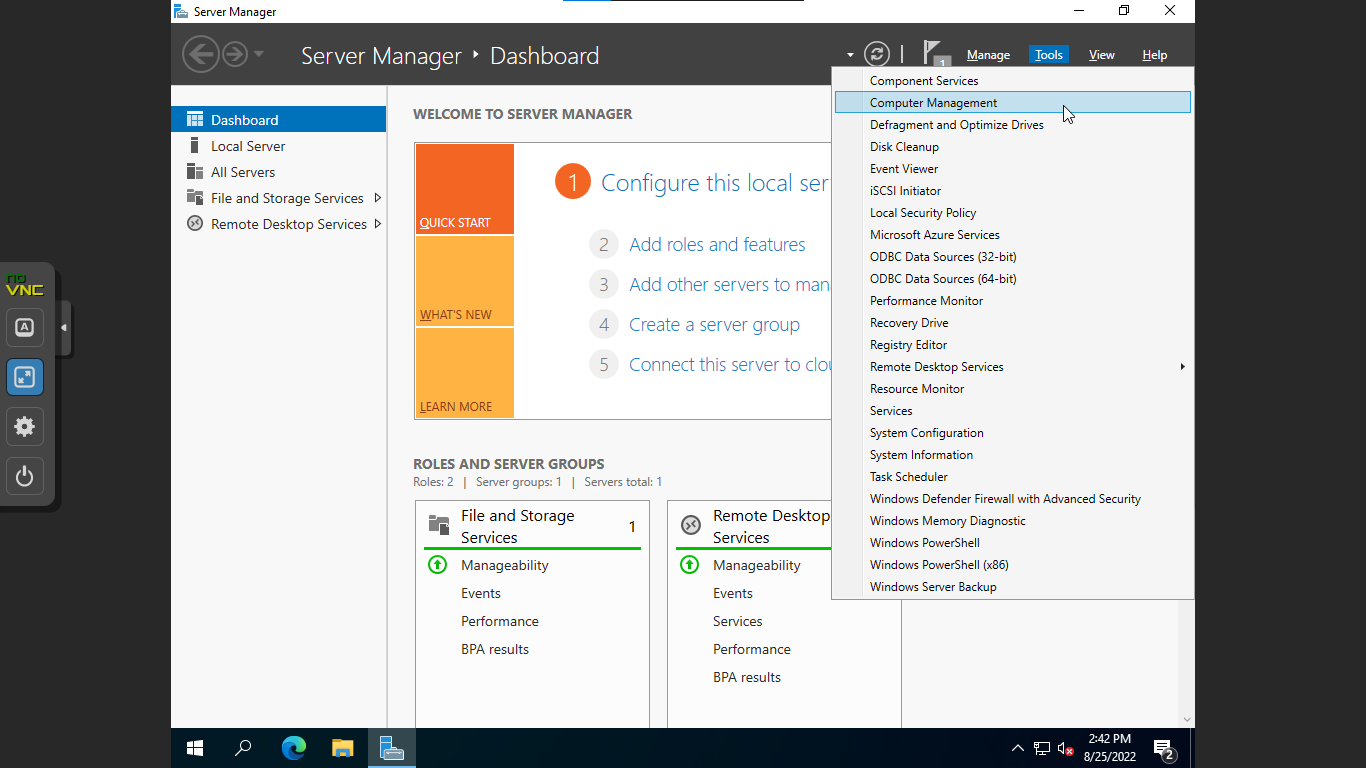 Server Manager
Server Manager
Dashboard
1
Manage
Tools
View
Help
Dashboard
Local Server
All Servers
File and Storage Services
Remote Desktop Services
WELCOME TO SERVER MANAGER
QUICK START
WHAT'S NEW
LEARN MORE
1 Configure this local ser
2 Add roles and features
3 Add other servers to man
4 Create a server group
5 Connect this server to clou
ROLES AND SERVER GROUPS
Roles: 2 | Server groups: 1 | Servers total: 1
File and Storage
Services
1
Manageability
Events
Performance
BPA results
Remote Desktop
Services
Manageability
Events
Services
Performance
BPA results
Component Services
Computer Management
Defragment and Optimize Drives
Disk Cleanup
Event Viewer
iSCSI Initiator
Local Security Policy
Microsoft Azure Services
ODBC Data Sources (32-bit)
ODBC Data Sources (64-bit)
Performance Monitor
Recovery Drive
Registry Editor
Remote Desktop Services
Resource Monitor
Services
System Configuration
System Information
Task Scheduler
Windows Defender Firewall with Advanced Security
Windows Memory Diagnostic
Windows PowerShell
Windows PowerShell (x86)
Windows Server Backup
no
VNC
A
2:42 PM
8/25/2022
2